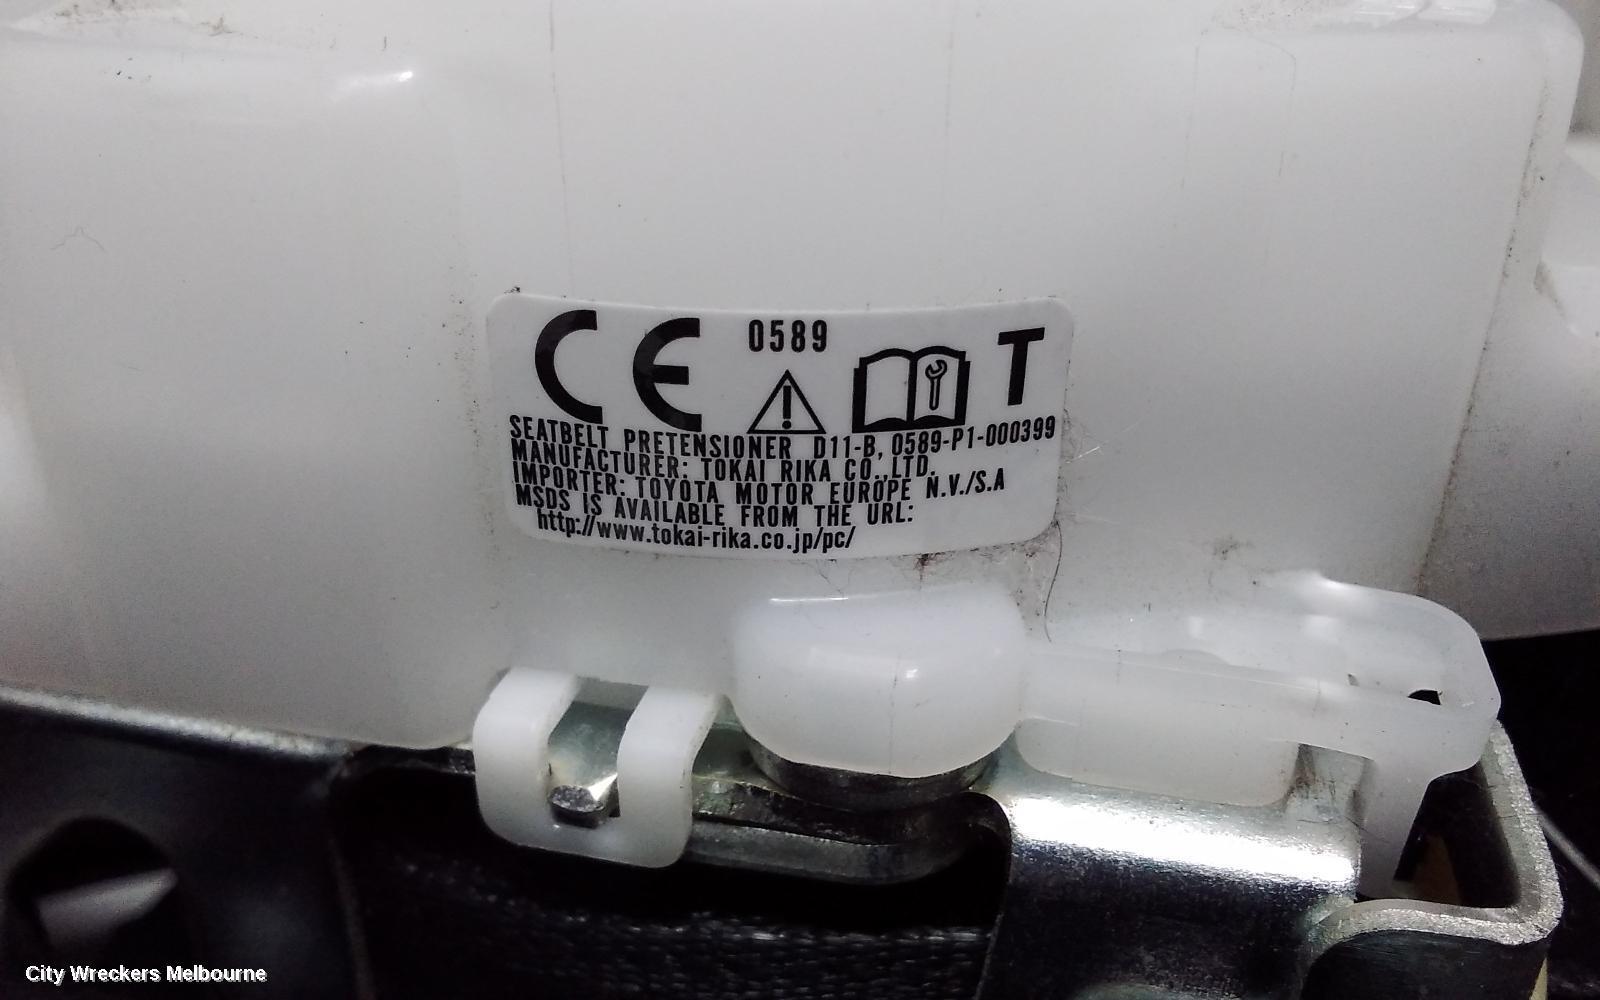 CE 0589 T
SEATBELT PRETENSIONER D11-B, 0589-P1-000399
MANUFACTURER: TOKAI RIKA CO.,LTD.
IMPORTER: TOYOTA MOTOR EUROPE N.V./S.A
MSDS IS AVAILABLE FROM THE URL:
http://www.tokai-rika.co.jp/pc/
City Wreckers Melbourne